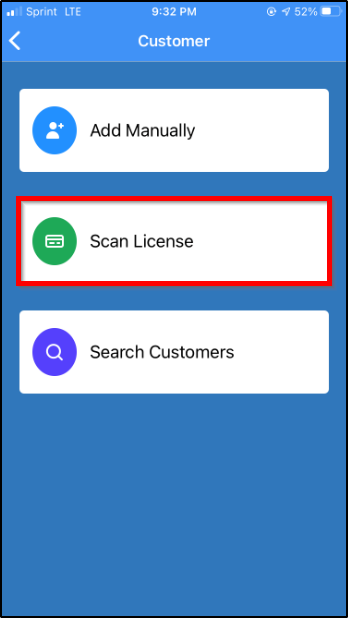 Sprint LTE 9:32 PM 52%
Customer
Add Manually
Scan License
Search Customers